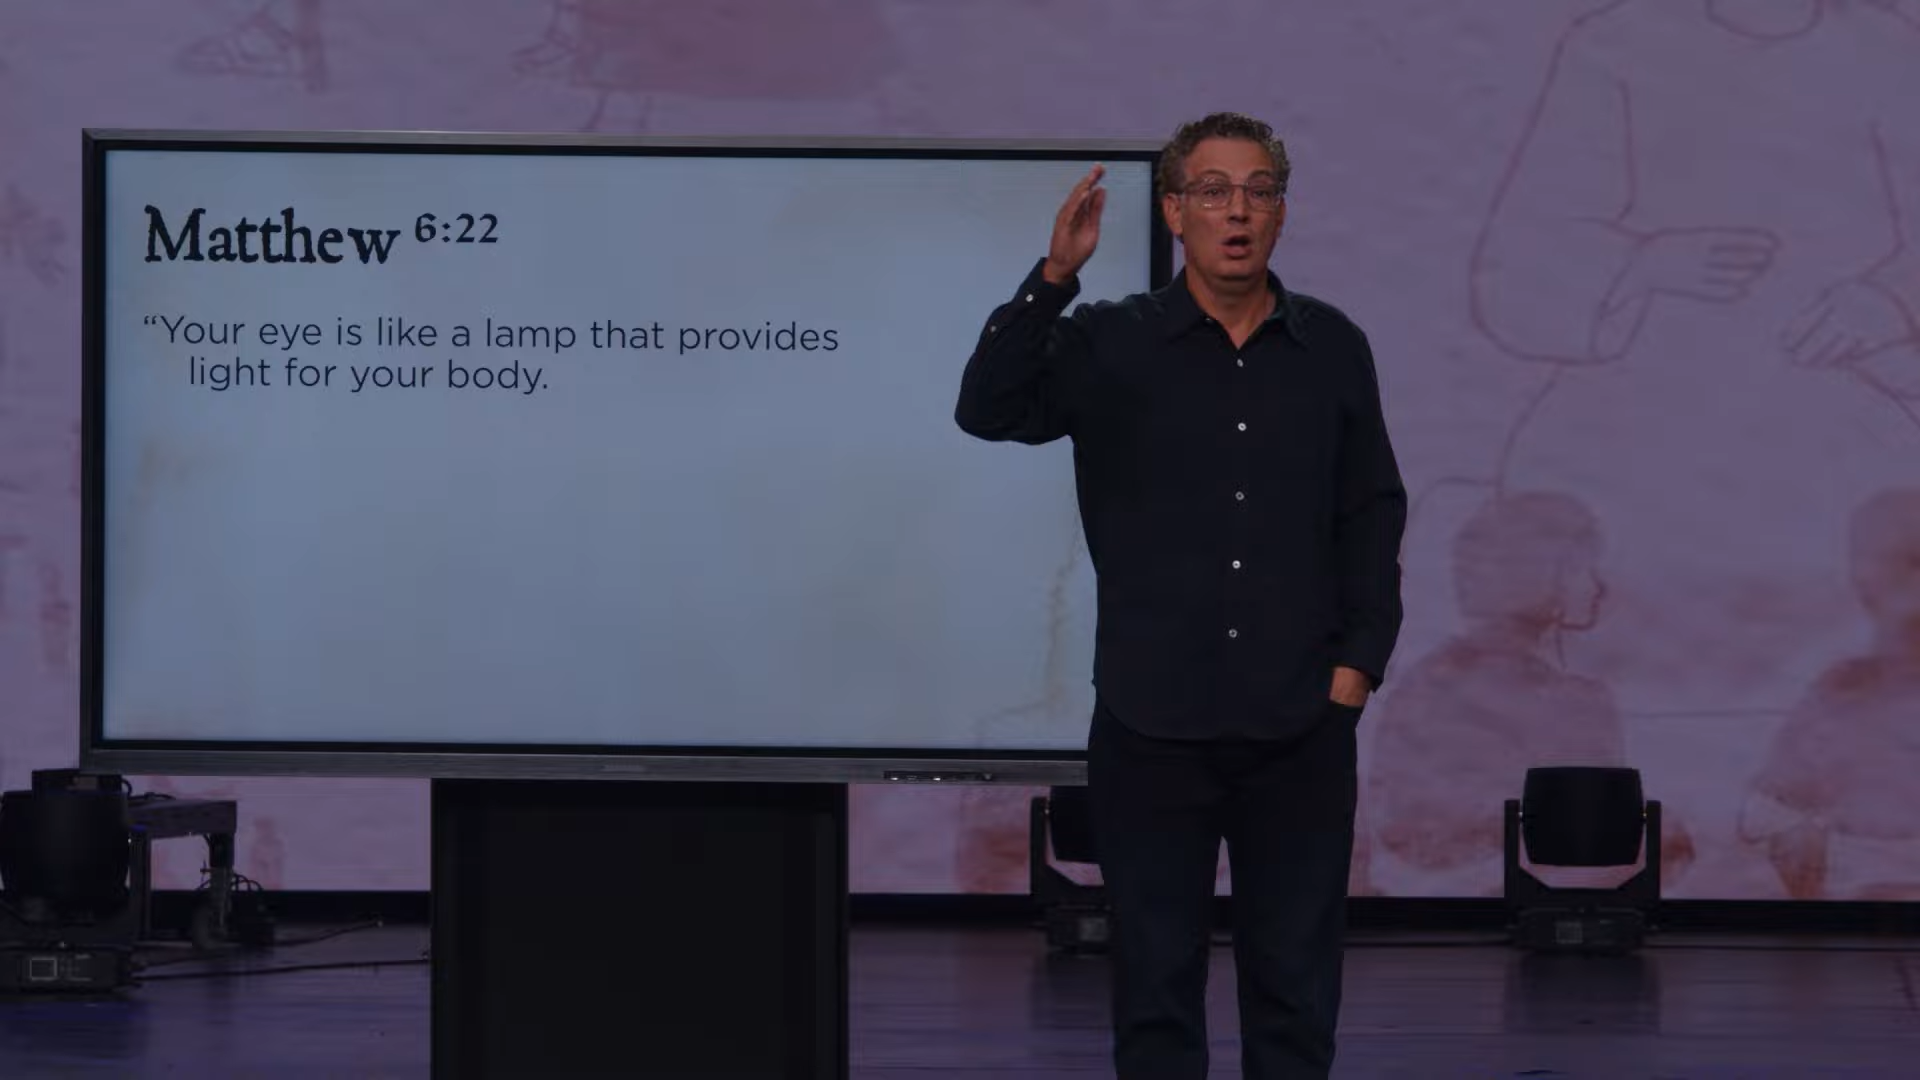 Matthew 6:22
“Your eye is like a lamp that provides
light for your body.